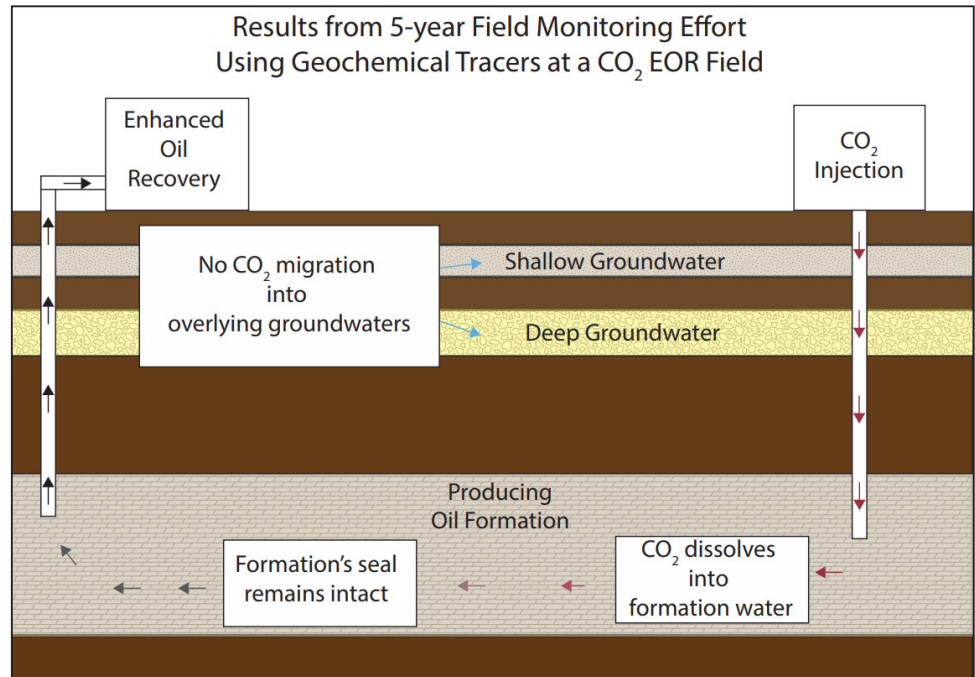 Results from 5-year Field Monitoring Effort
Using Geochemical Tracers at a CO₂ EOR Field
Enhanced
Oil
Recovery
CO₂
Injection
No CO₂ migration
into
overlying groundwaters
Shallow Groundwater
Deep Groundwater
Producing
Oil Formation
Formation's seal
remains intact
CO₂ dissolves
into
formation water